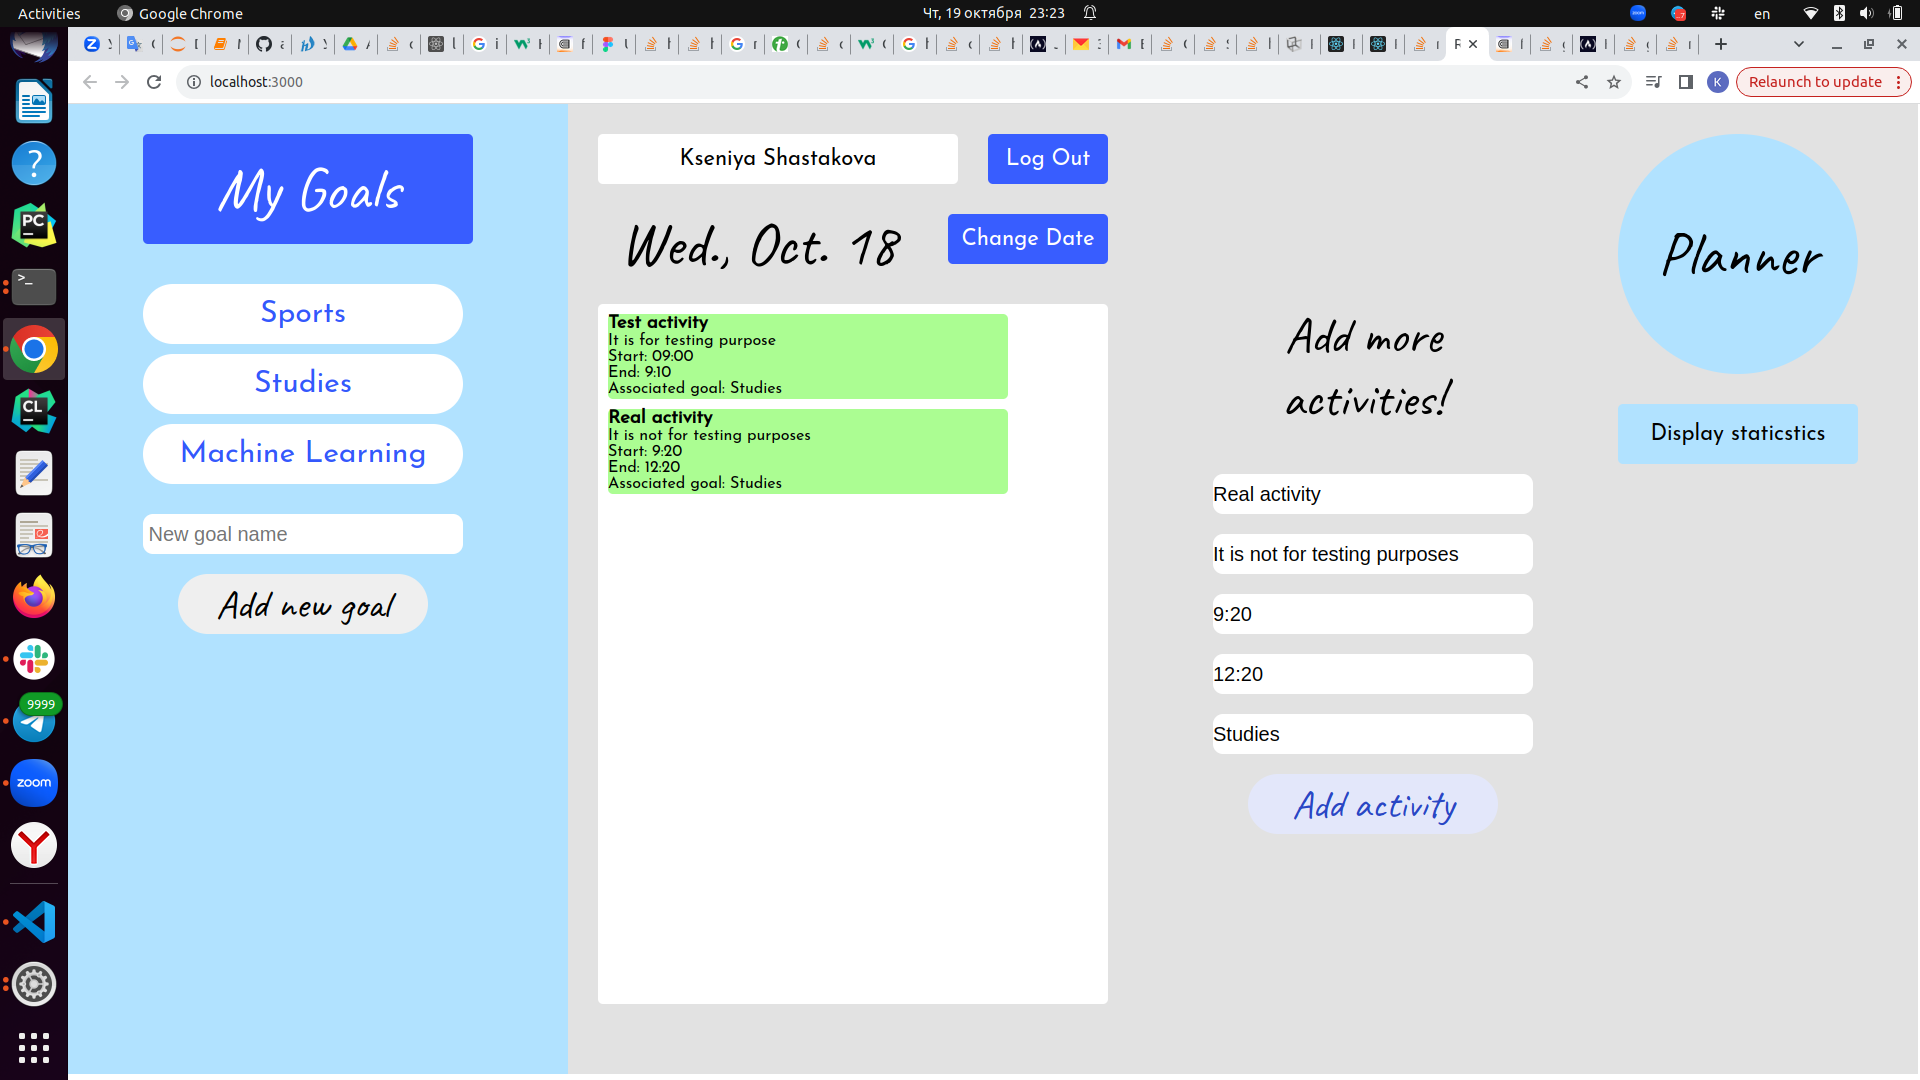 Activities
Google Chrome
Чт, 19 октября 23:23
en
localhost:3000
Relaunch to update
K
My Goals
Sports
Studies
Machine Learning
New goal name
Add new goal
Kseniya Shastakova
Log Out
Wed., Oct. 18
Change Date
Test activity
It is for testing purpose
Start: 09:00
End: 9:10
Associated goal: Studies
Real activity
It is not for testing purposes
Start: 9:20
End: 12:20
Associated goal: Studies
Add more
activities!
Real activity
It is not for testing purposes
9:20
12:20
Studies
Add activity
Planner
Display staticstics
PC
CL
9999
zoom